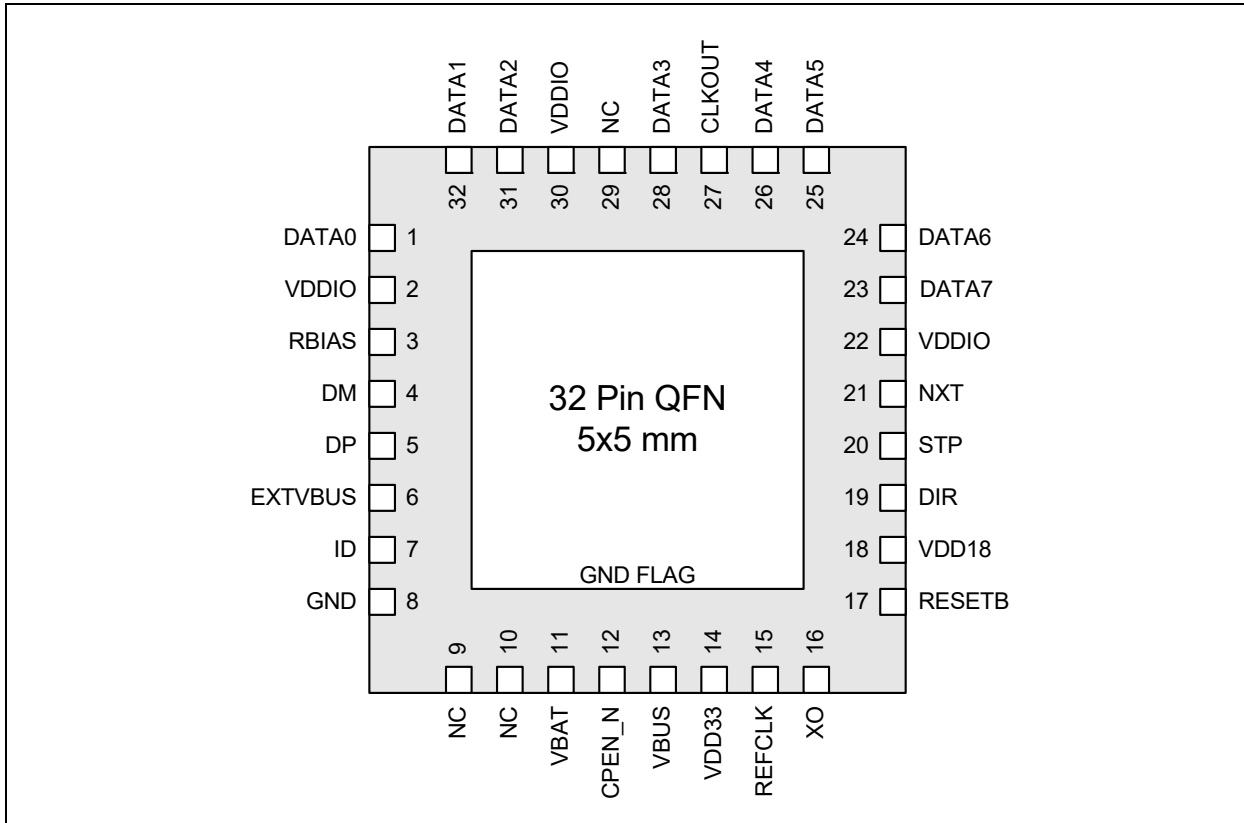 DATA1
DATA2
VDDIO
NC
DATA3
CLKOUT
DATA4
DATA5
32
31
30
29
28
27
26
25
DATA0 1
24 DATA6
VDDIO 2
23 DATA7
RBIAS 3
22 VDDIO
DM 4
21 NXT
DP 5
20 STP
EXTVBUS 6
19 DIR
ID 7
18 VDD18
GND 8
17 RESETB
32 Pin QFN
5x5 mm
GND FLAG
9
10
11
12
13
14
15
16
NC
NC
VBAT
CPEN_N
VBUS
VDD33
REFCLK
XO